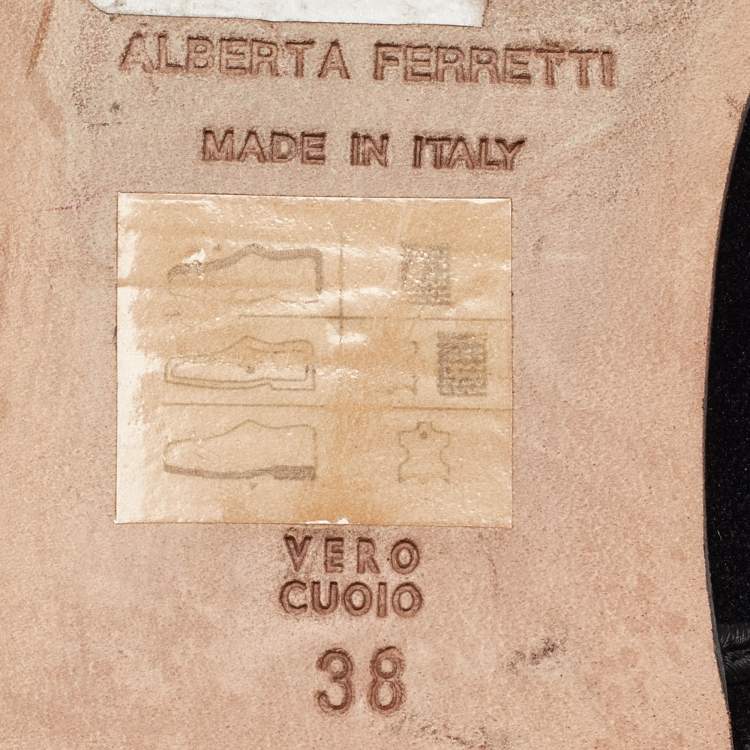 ALBERTA FERRETTI
MADE IN ITALY
VERO
CUOIO
38